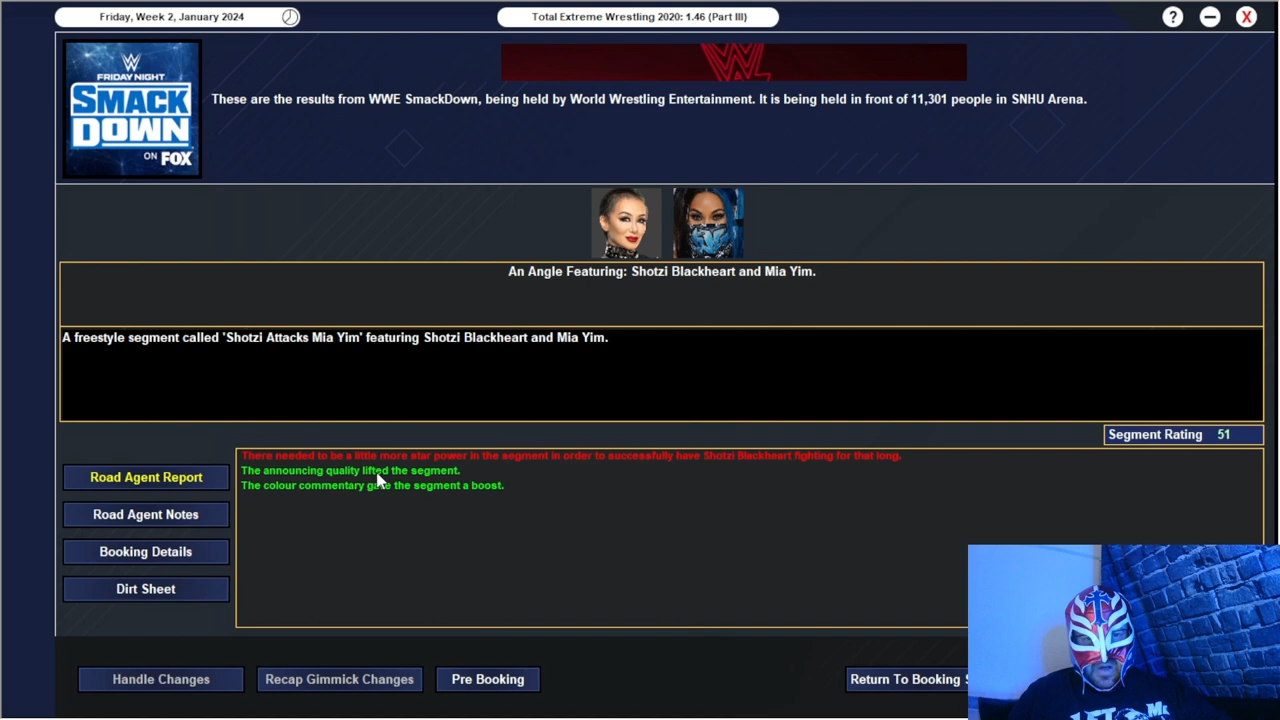 Friday, Week 2, January 2024
Total Extreme Wrestling 2020: 1.46 (Part III)
?
X
W
FRIDAY NIGHT
SMACK
DOWN
ON FOX
These are the results from WWE SmackDown, being held by World Wrestling Entertainment. It is being held in front of 11,301 people in SNHU Arena.
An Angle Featuring: Shotzi Blackheart and Mia Yim.
A freestyle segment called 'Shotzi Attacks Mia Yim' featuring Shotzi Blackheart and Mia Yim.
Segment Rating 51
Road Agent Report
There needed to be a little more star power in the segment in order to successfully have Shotzi Blackheart fighting for that long.
The announcing quality lifted the segment.
The colour commentary gave the segment a boost.
Road Agent Notes
Booking Details
Dirt Sheet
Handle Changes
Recap Gimmick Changes
Pre Booking
Return To Booking S